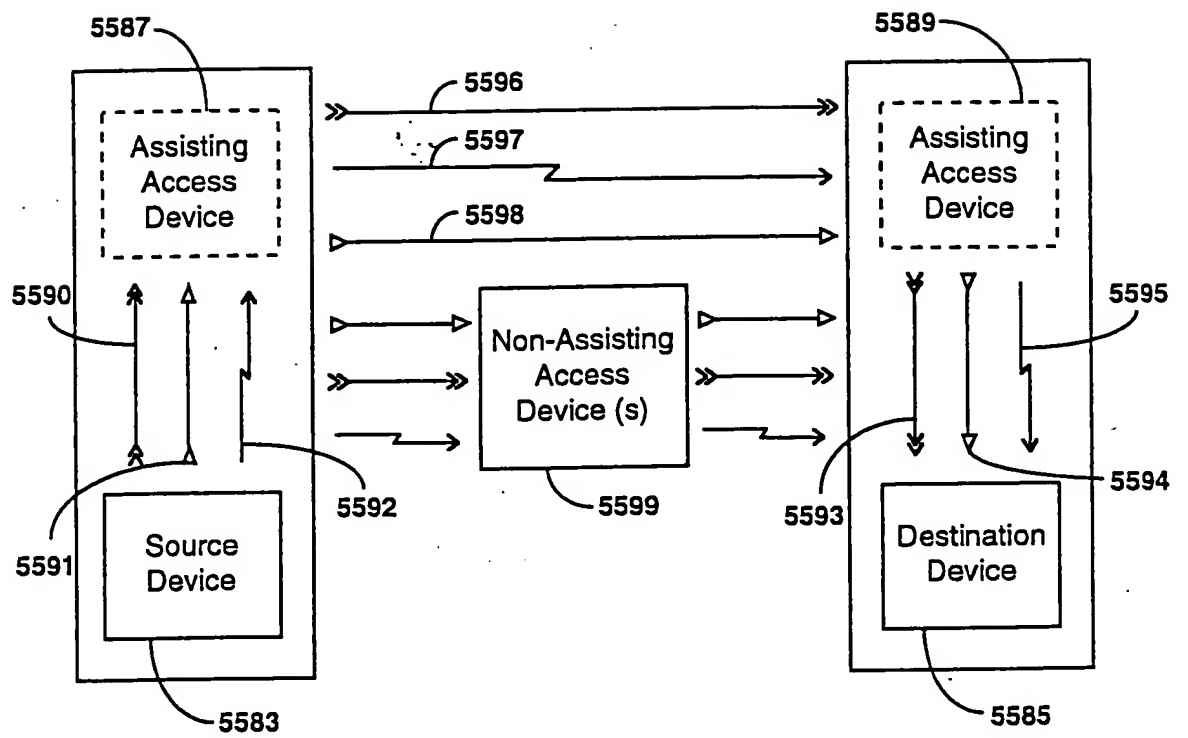 5587
5589
5596
Assisting
Access
Device
5597
Assisting
Access
Device
5598
5590
5595
Non-Assisting
Access
Device (s)
5592
5599
5593
5594
5591
Source
Device
Destination
Device
5583
5585